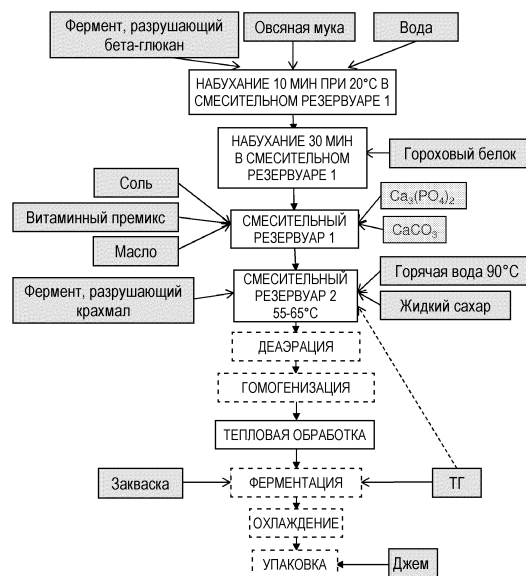 Фермент, разрушающий
бета-глюкан
Овсяная мука
Вода
НАБУХАНИЕ 10 МИН ПРИ 20°C В
СМЕСИТЕЛЬНОМ РЕЗЕРВУАРЕ 1
НАБУХАНИЕ 30 МИН
В СМЕСИТЕЛЬНОМ
РЕЗЕРВУАРЕ 1
Гороховый белок
Соль
Витаминный премикс
Масло
СМЕСИТЕЛЬНЫЙ
РЕЗЕРВУАР 1
Ca₃(PO₄)₂
CaCO₃
Фермент, разрушающий
крахмал
СМЕСИТЕЛЬНЫЙ
РЕЗЕРВУАР 2
55-65°C
Горячая вода 90°C
Жидкий сахар
ДЕАЭРАЦИЯ
ГОМОГЕНИЗАЦИЯ
ТЕПЛОВАЯ ОБРАБОТКА
Закваска
ФЕРМЕНТАЦИЯ
ТГ
ОХЛАЖДЕНИЕ
УПАКОВКА
Джем